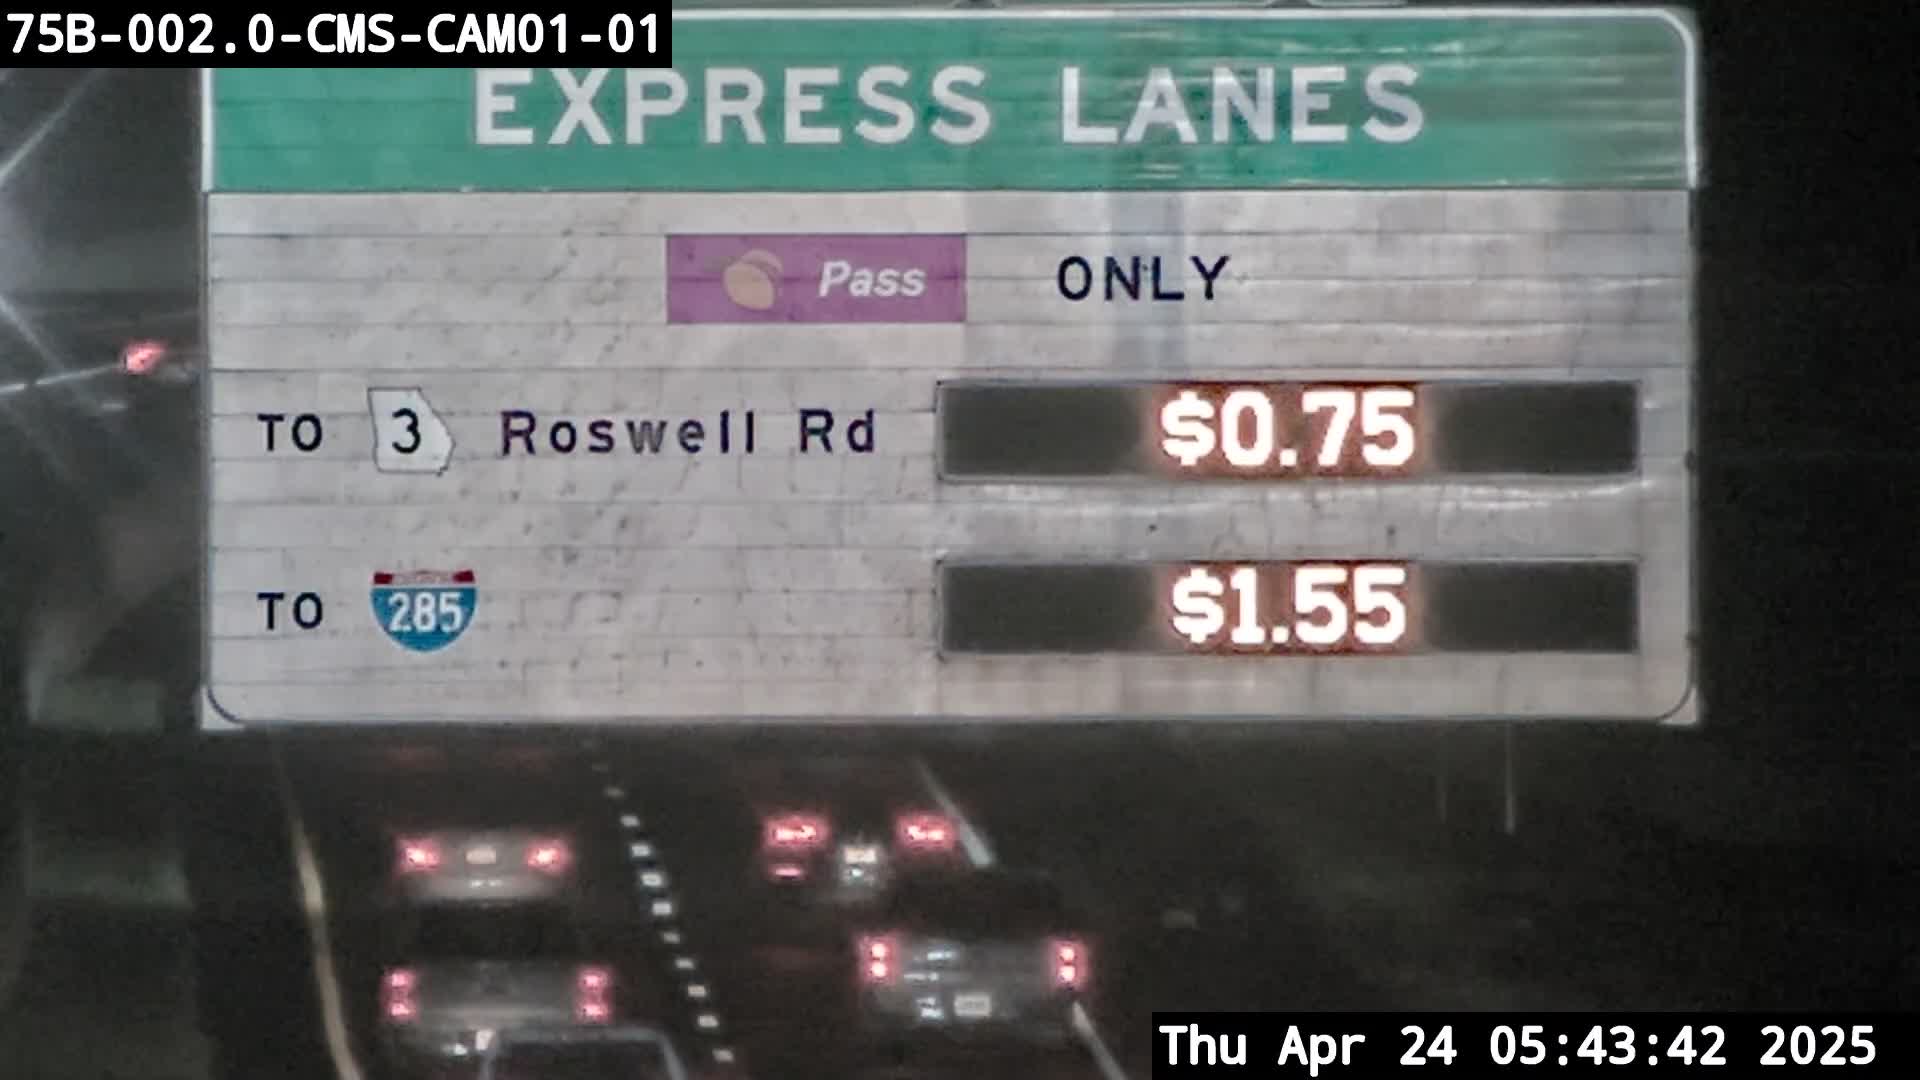 75B-002.0-CMS-CAM01-01
EXPRESS LANES
Pass ONLY
TO 3 Roswell Rd $0.75
TO 285 $1.55
Thu Apr 24 05:43:42 2025